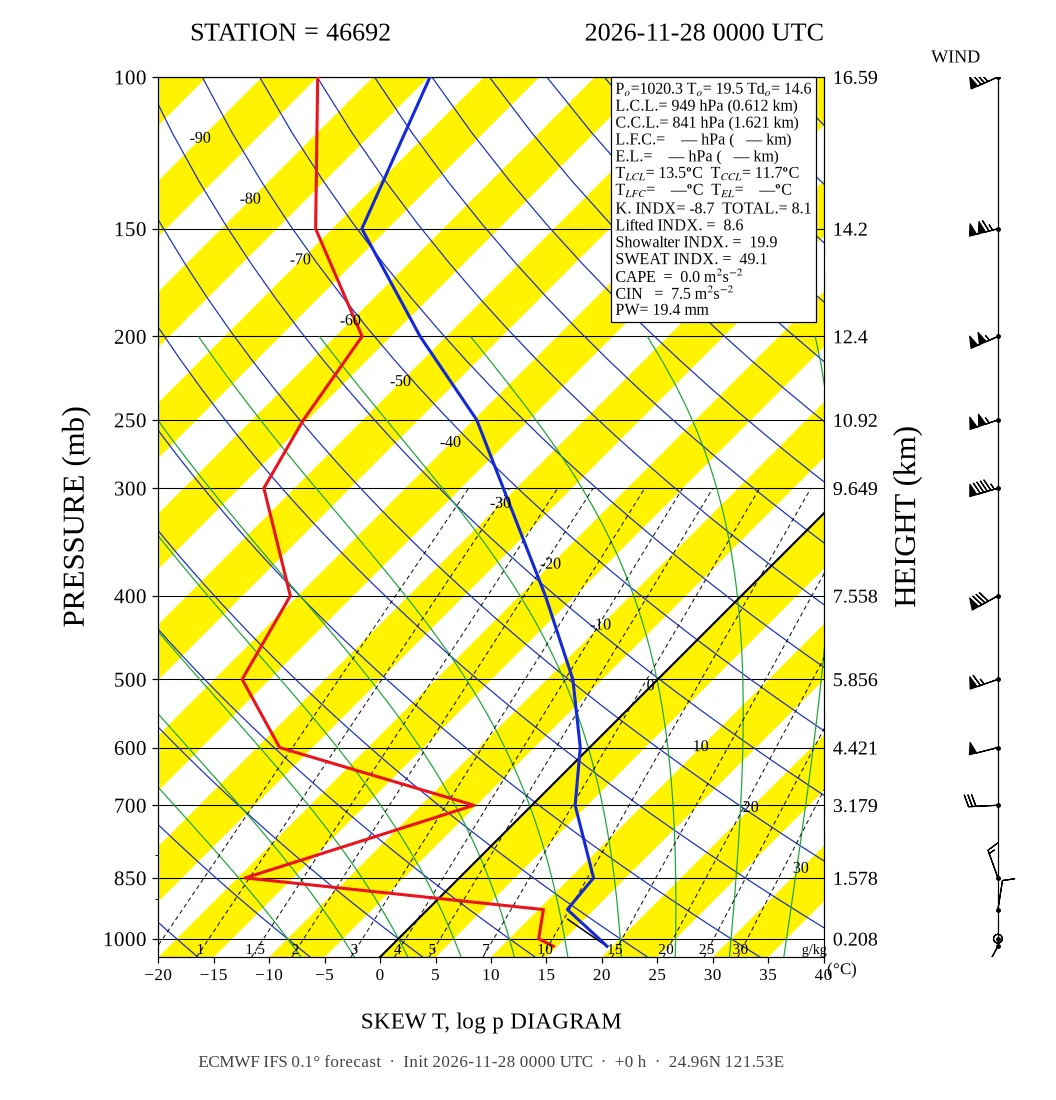 STATION = 46692
2026-11-28 0000 UTC
WIND
100
16.59
Pₒ=1020.3 Tₒ= 19.5 Tdₒ= 14.6
L.C.L.= 949 hPa (0.612 km)
C.C.L.= 841 hPa (1.621 km)
L.F.C.= — hPa ( — km)
E.L.= — hPa ( — km)
T_LCL= 13.5°C T_CCL= 11.7°C
T_LFC= —°C T_EL= —°C
K. INDX= -8.7 TOTAL.= 8.1
Lifted INDX. = 8.6
Showalter INDX. = 19.9
SWEAT INDX. = 49.1
CAPE = 0.0 m²s⁻²
CIN = 7.5 m²s⁻²
PW= 19.4 mm
-90
-80
150
14.2
-70
-60
200
12.4
-50
250
10.92
-40
300
9.649
-30
-20
400
7.558
-10
500
5.856
0
600
4.421
10
700
3.179
20
850
1.578
30
1000
0.208
PRESSURE (mb)
HEIGHT (km)
1 1.5 2 3 4 5 7 10 15 20 25 30 g/kg
−20 −15 −10 −5 0 5 10 15 20 25 30 35 40 (°C)
SKEW T, log p DIAGRAM
ECMWF IFS 0.1° forecast · Init 2026-11-28 0000 UTC · +0 h · 24.96N 121.53E